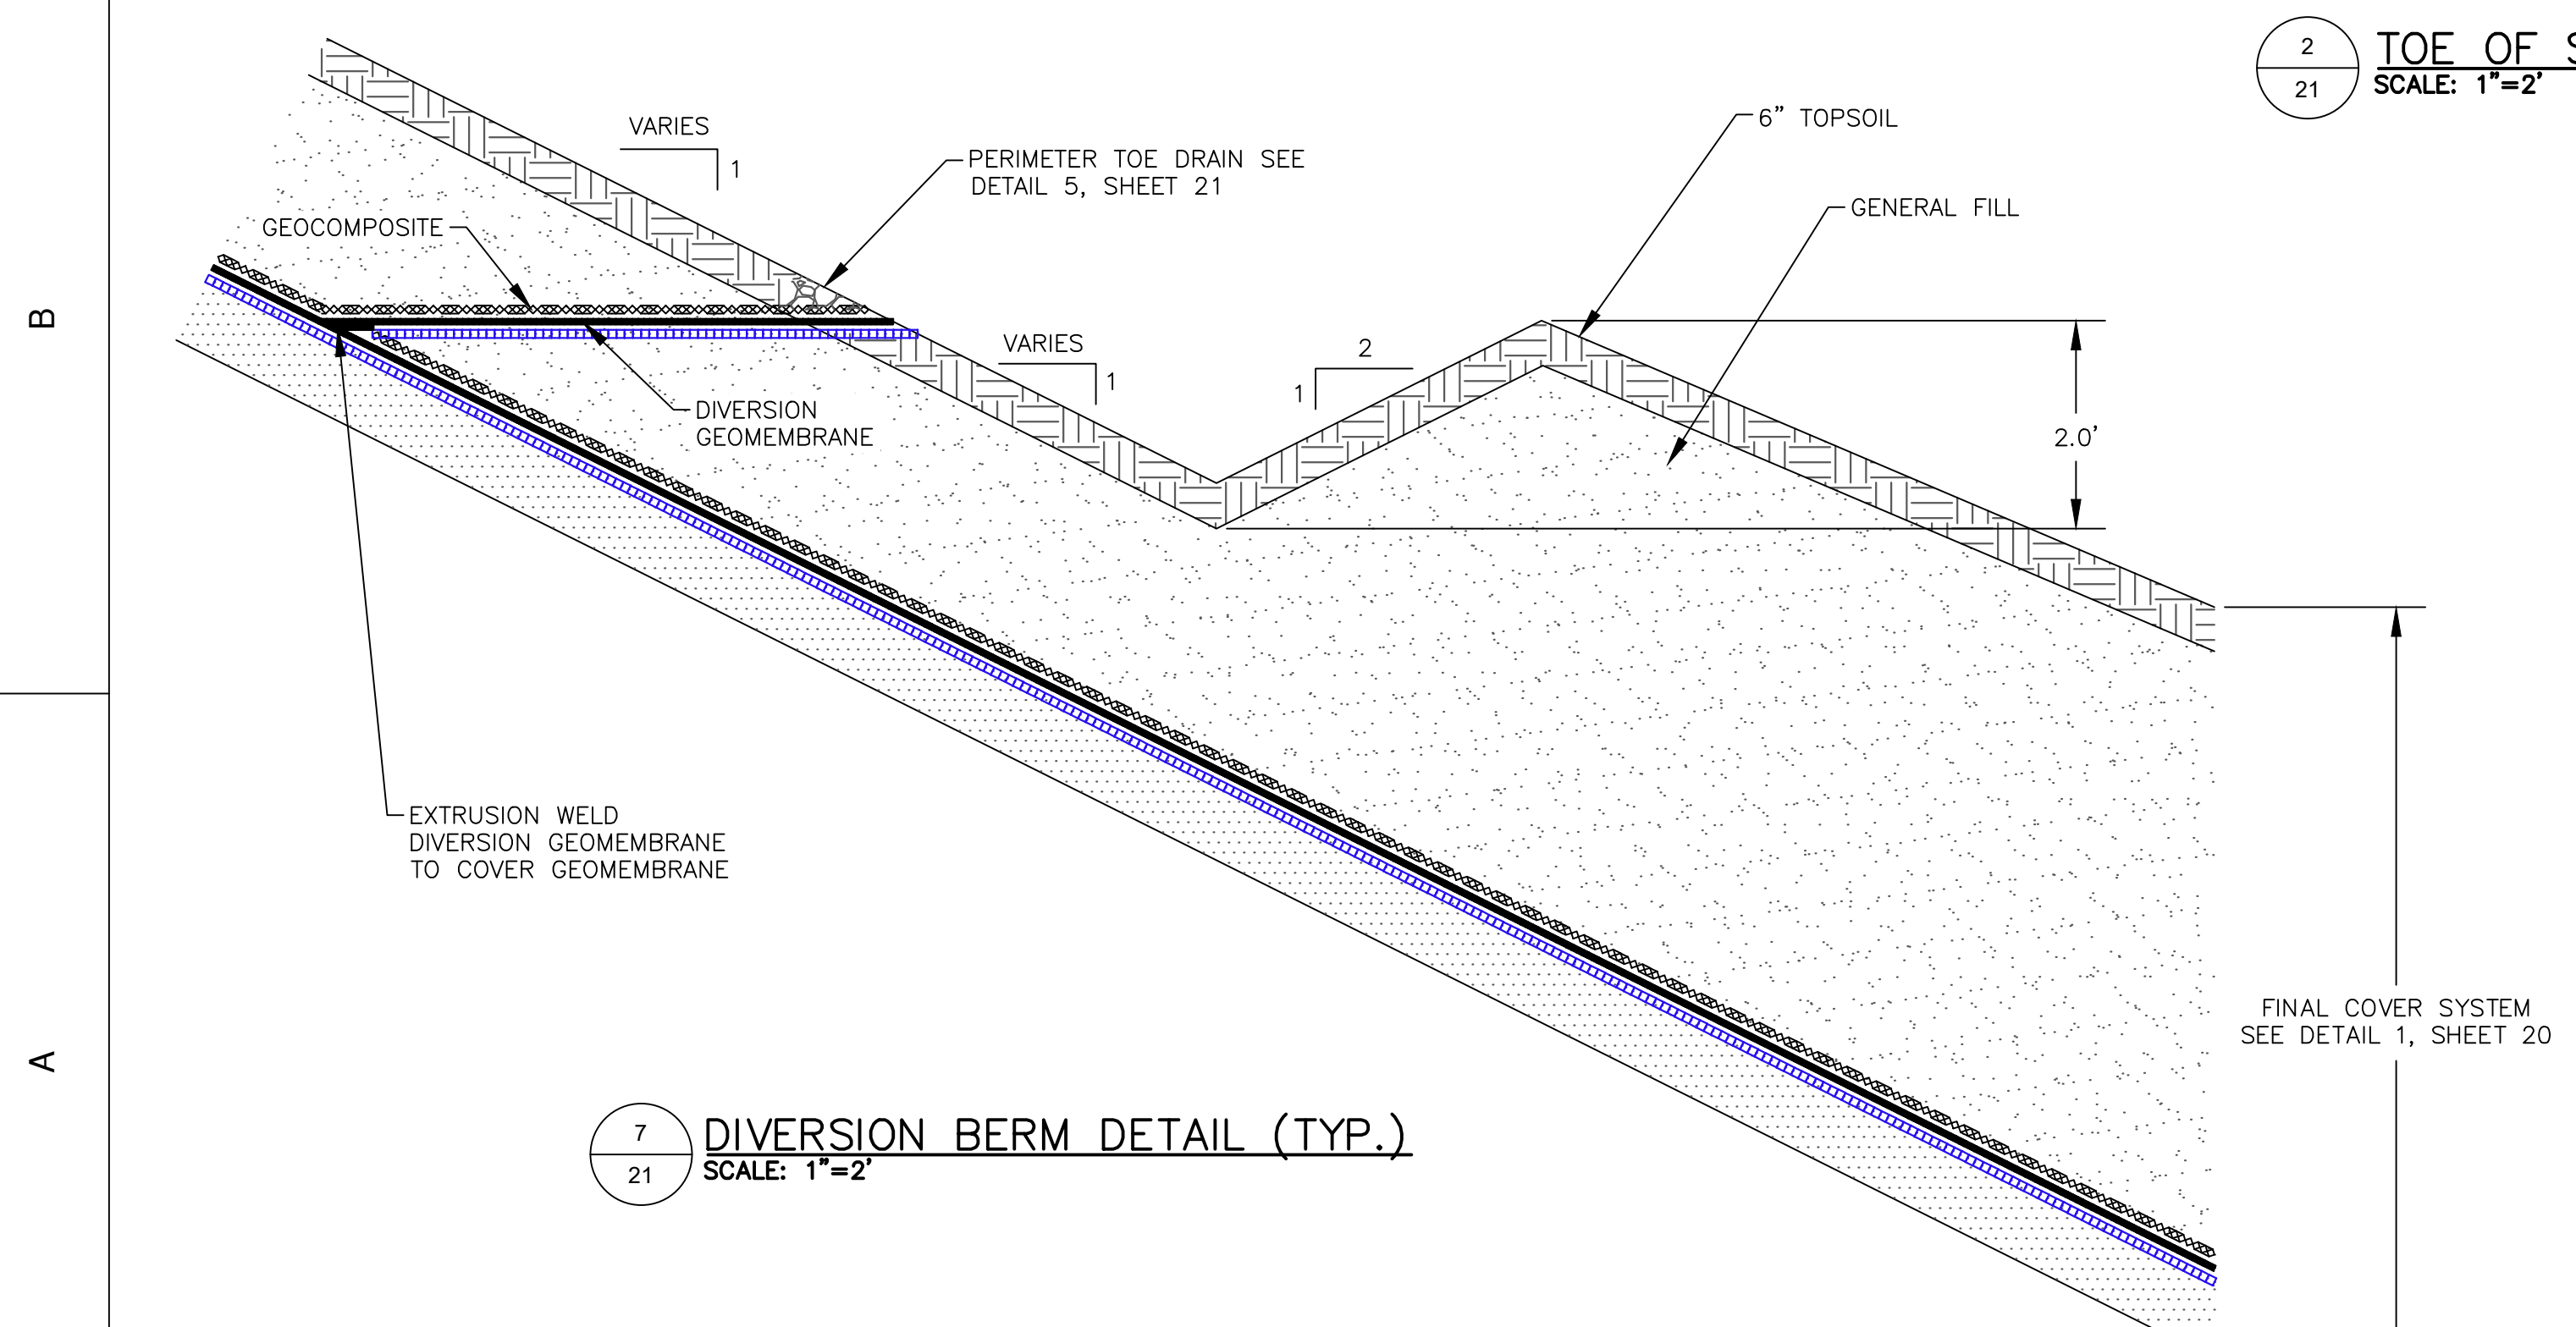 2
21
TOE OF S
SCALE: 1"=2'
VARIES
1
PERIMETER TOE DRAIN SEE
DETAIL 5, SHEET 21
6” TOPSOIL
GENERAL FILL
GEOCOMPOSITE
B
VARIES
1
2
1
DIVERSION
GEOMEMBRANE
2.0’
EXTRUSION WELD
DIVERSION GEOMEMBRANE
TO COVER GEOMEMBRANE
FINAL COVER SYSTEM
SEE DETAIL 1, SHEET 20
A
7
21
DIVERSION BERM DETAIL (TYP.)
SCALE: 1"=2'